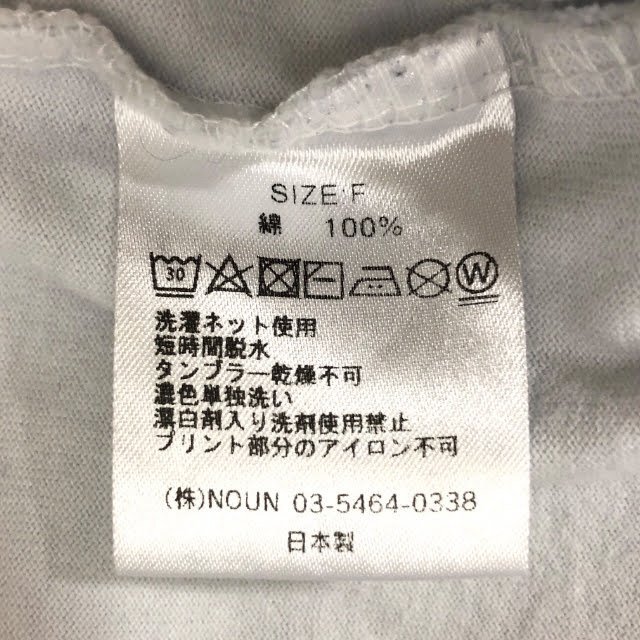 SIZE:F
綿 100%
30 W
洗濯ネット使用
短時間脱水
タンブラー乾燥不可
濃色単独洗い
漂白剤入り洗剤使用禁止
プリント部分のアイロン不可
(株)NOUN 03-5464-0338
日本製